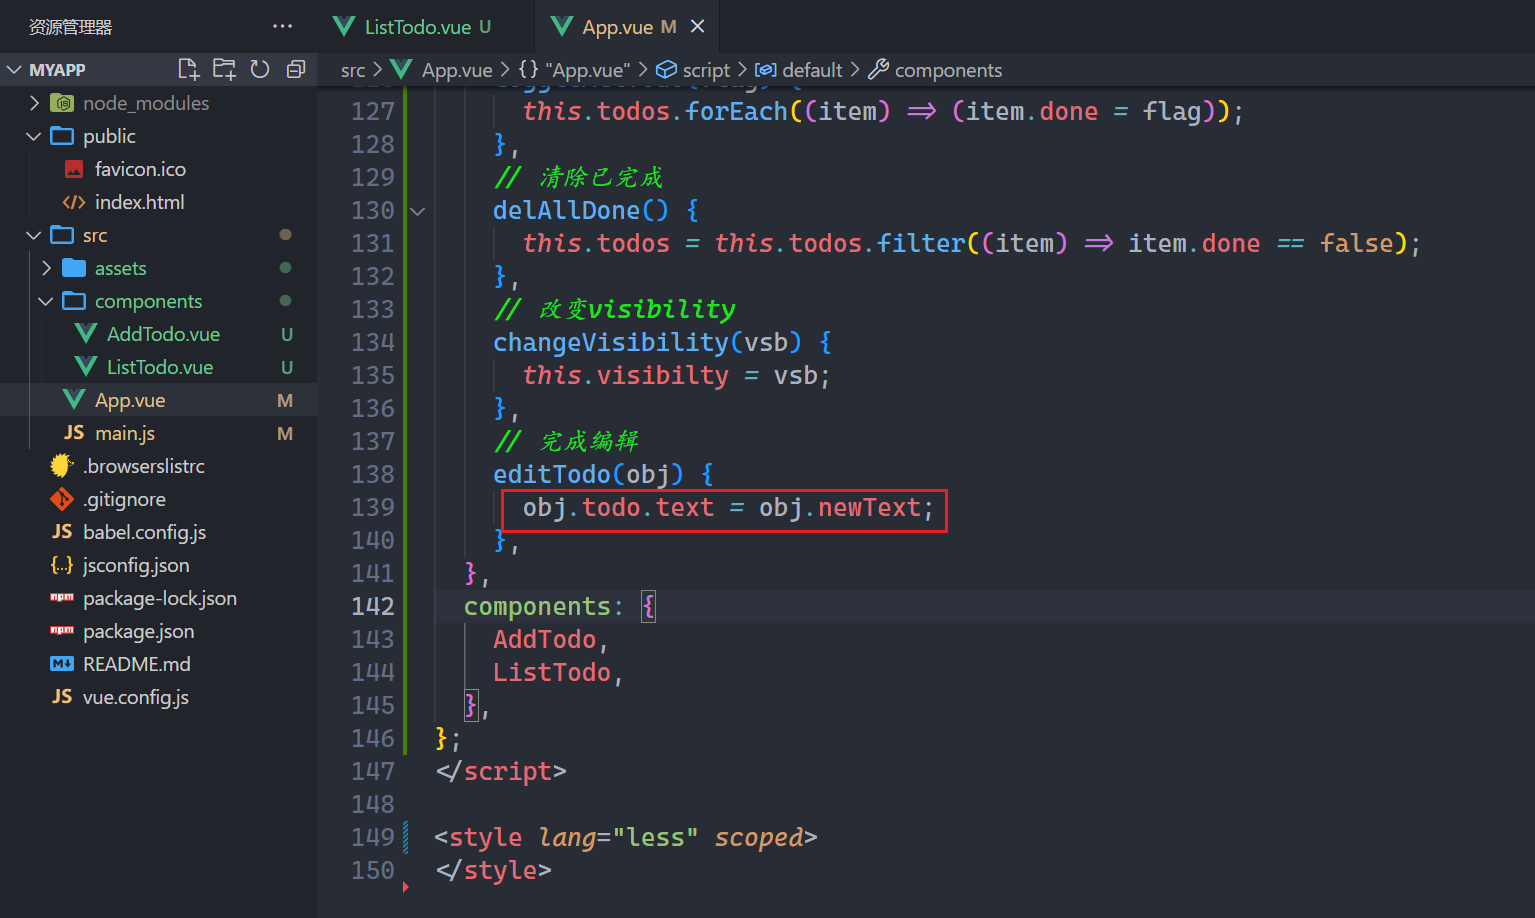 资源管理器 ···
ListTodo.vue U
App.vue M
MYAPP
src > App.vue > {} "App.vue" > script > default > components
node_modules
public
favicon.ico
index.html
src
assets
components
AddTodo.vue U
ListTodo.vue U
App.vue M
JS main.js M
.browserslistrc
.gitignore
JS babel.config.js
{..} jsconfig.json
npm package-lock.json
npm package.json
M↓ README.md
JS vue.config.js
127 this.todos.forEach((item) => (item.done = flag));
128 },
129 // 清除已完成
130 delAllDone() {
131 this.todos = this.todos.filter((item) => item.done == false);
132 },
133 // 改变visibility
134 changeVisibility(vsb) {
135 this.visibilty = vsb;
136 },
137 // 完成编辑
138 editTodo(obj) {
139 obj.todo.text = obj.newText;
140 },
141 },
142 components: {
143 AddTodo,
144 ListTodo,
145 },
146 };
147 </script>
148
149 <style lang="less" scoped>
150 </style>